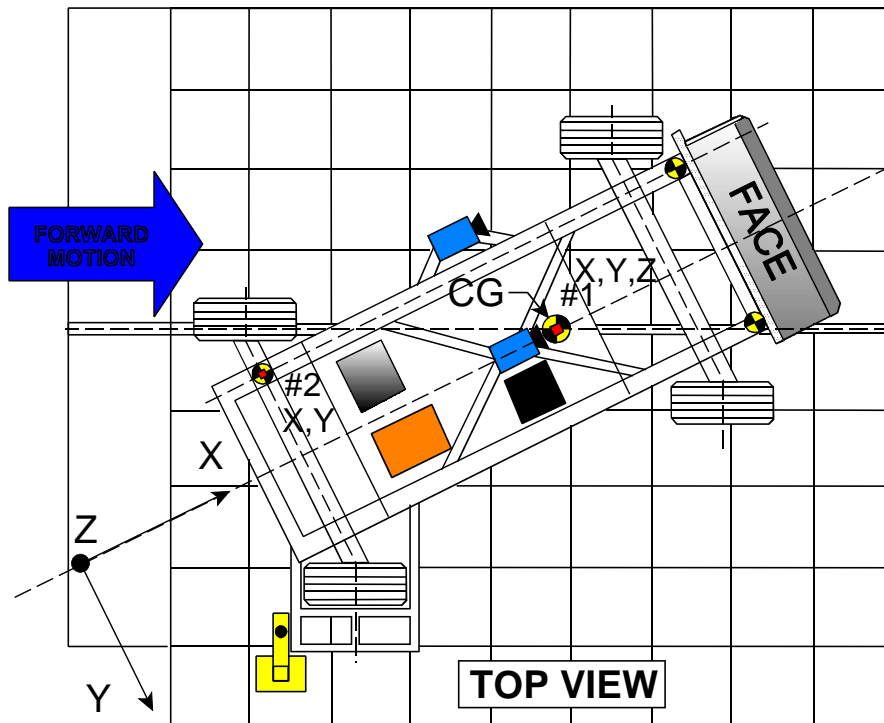 FACE
FORWARD
MOTION
X,Y,Z
CG
#1
#2
X,Y
X
Z
Y
TOP VIEW